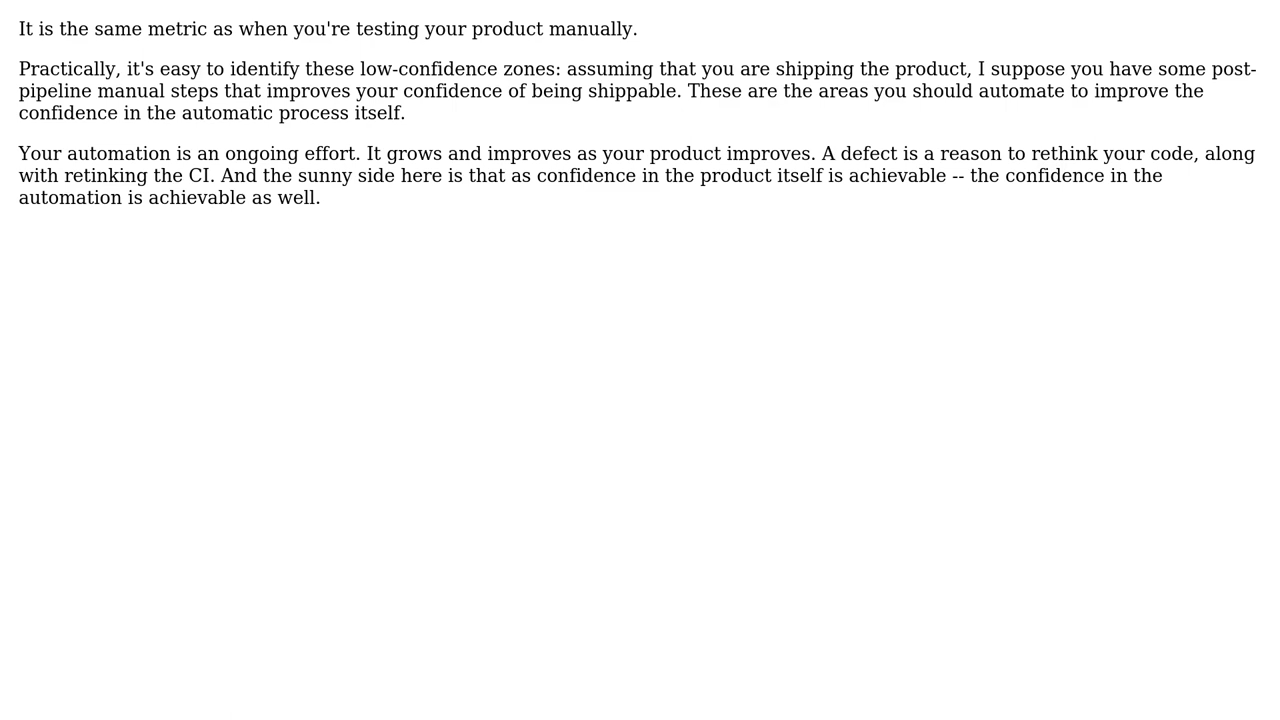 It is the same metric as when you're testing your product manually.
Practically, it's easy to identify these low-confidence zones: assuming that you are shipping the product, I suppose you have some post-
pipeline manual steps that improves your confidence of being shippable. These are the areas you should automate to improve the
confidence in the automatic process itself.
Your automation is an ongoing effort. It grows and improves as your product improves. A defect is a reason to rethink your code, along
with retinking the CI. And the sunny side here is that as confidence in the product itself is achievable -- the confidence in the
automation is achievable as well.